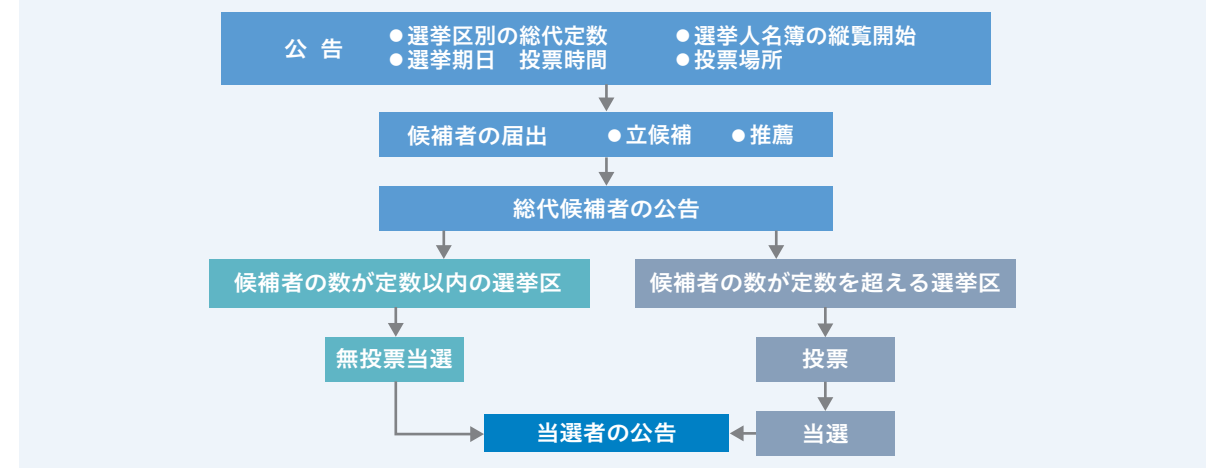 公 告
●選挙区別の総代定数 ●選挙人名簿の縦覧開始
●選挙期日　投票時間 ●投票場所
候補者の届出 ●立候補 ●推薦
総代候補者の公告
候補者の数が定数以内の選挙区
候補者の数が定数を超える選挙区
無投票当選
投票
当選者の公告
当選